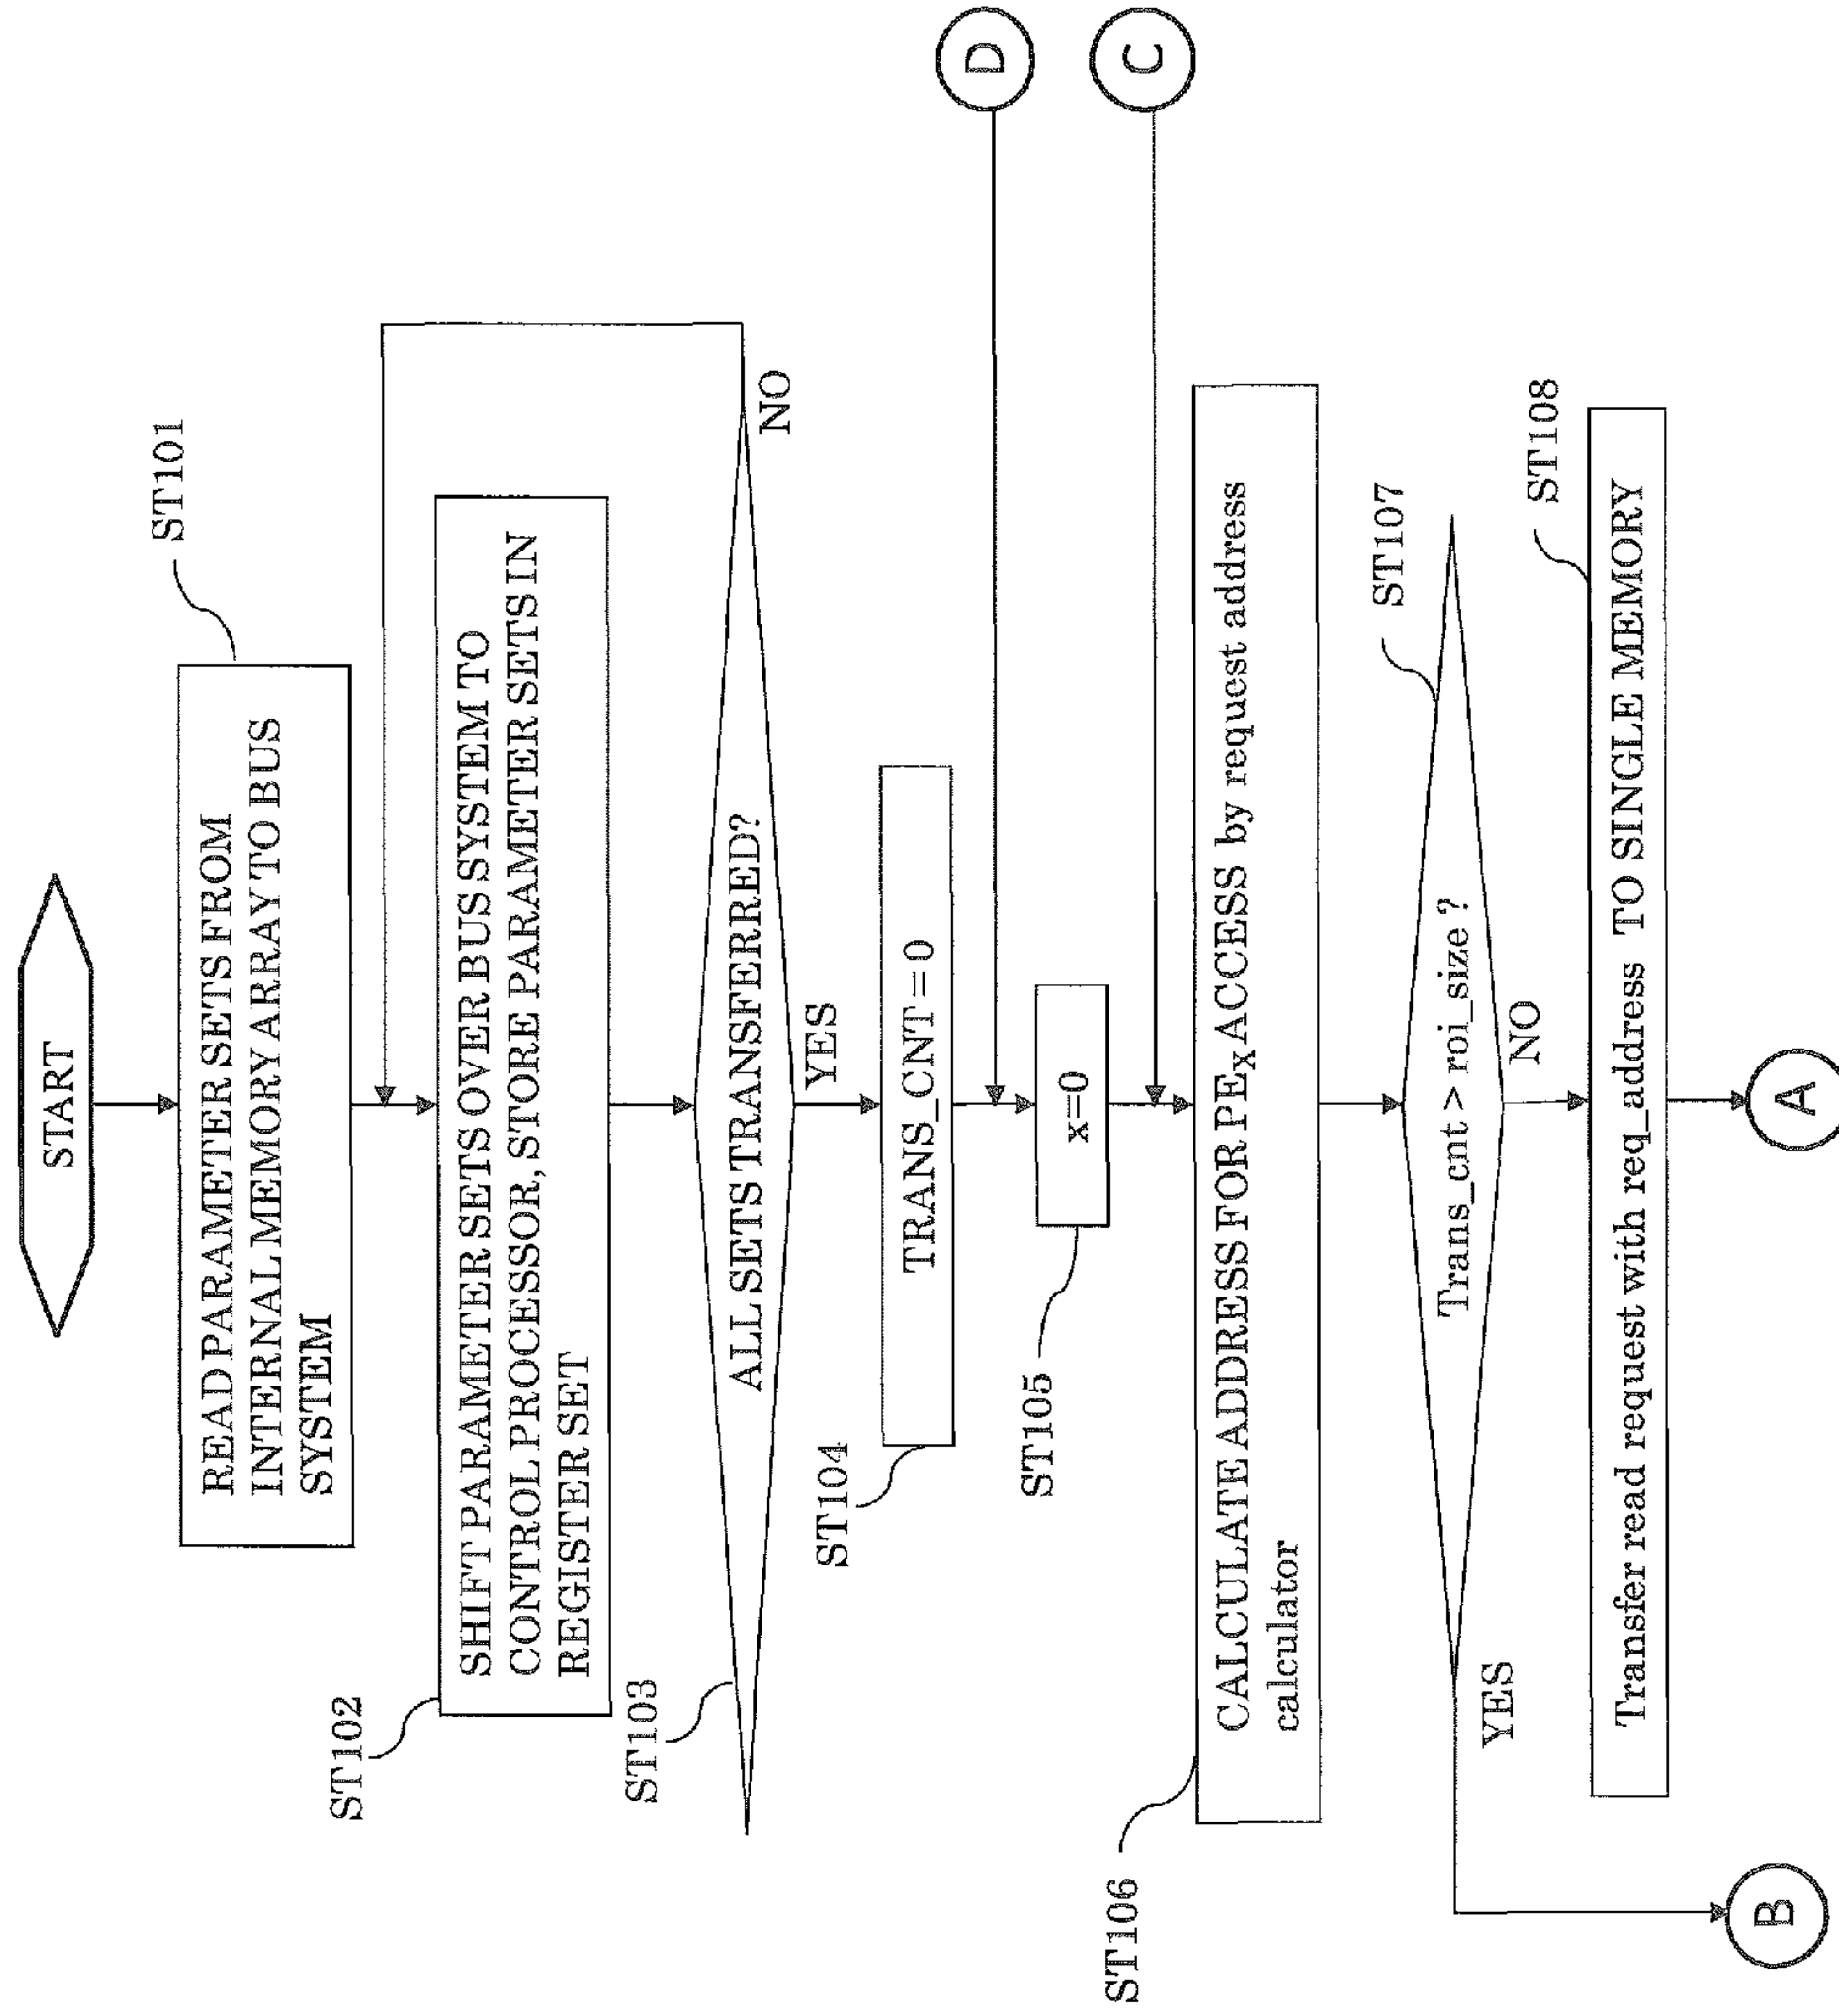 START
ST101
READ PARAMETER SETS FROM
INTERNAL MEMORY ARRAY TO BUS
SYSTEM
ST102
SHIFT PARAMETER SETS OVER BUS SYSTEM TO
CONTROL PROCESSOR, STORE PARAMETER SETS IN
REGISTER SET
ST103
ALL SETS TRANSFERRED?
NO
YES
ST104
TRANS_CNT = 0
D
ST105
x=0
C
ST106
CALCULATE ADDRESS FOR PEX ACCESS by request address
calculator
ST107
Trans_cnt > roi_size ?
YES
NO
ST108
Transfer read request with req_address TO SINGLE MEMORY
B
A